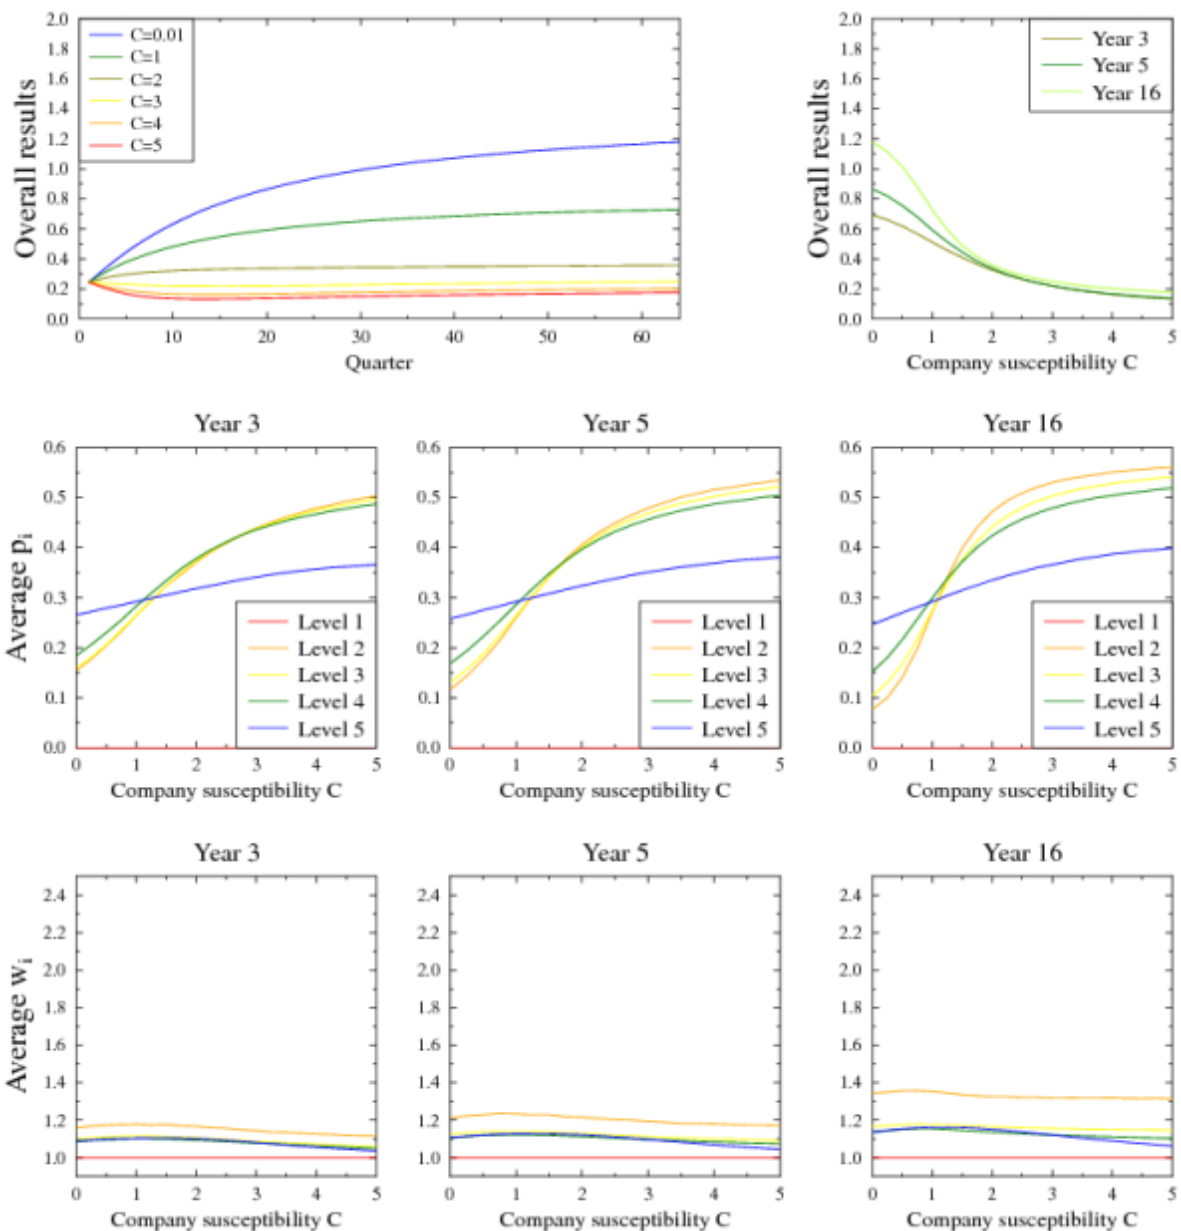 Overall results
2.0
1.8
1.6
1.4
1.2
1.0
0.8
0.6
0.4
0.2
0.0
C=0.01
C=1
C=2
C=3
C=4
C=5
0 10 20 30 40 50 60
Quarter
Overall results
2.0
1.8
1.6
1.4
1.2
1.0
0.8
0.6
0.4
0.2
0.0
Year 3
Year 5
Year 16
0 1 2 3 4 5
Company susceptibility C
Year 3
Average pi
0.6
0.5
0.4
0.3
0.2
0.1
0.0
Level 1
Level 2
Level 3
Level 4
Level 5
0 1 2 3 4 5
Company susceptibility C
Year 5
0.6
0.5
0.4
0.3
0.2
0.1
0.0
Level 1
Level 2
Level 3
Level 4
Level 5
0 1 2 3 4 5
Company susceptibility C
Year 16
0.6
0.5
0.4
0.3
0.2
0.1
0.0
Level 1
Level 2
Level 3
Level 4
Level 5
0 1 2 3 4 5
Company susceptibility C
Year 3
Average wi
2.4
2.2
2.0
1.8
1.6
1.4
1.2
1.0
0 1 2 3 4 5
Company susceptibility C
Year 5
2.4
2.2
2.0
1.8
1.6
1.4
1.2
1.0
0 1 2 3 4 5
Company susceptibility C
Year 16
2.4
2.2
2.0
1.8
1.6
1.4
1.2
1.0
0 1 2 3 4 5
Company susceptibility C